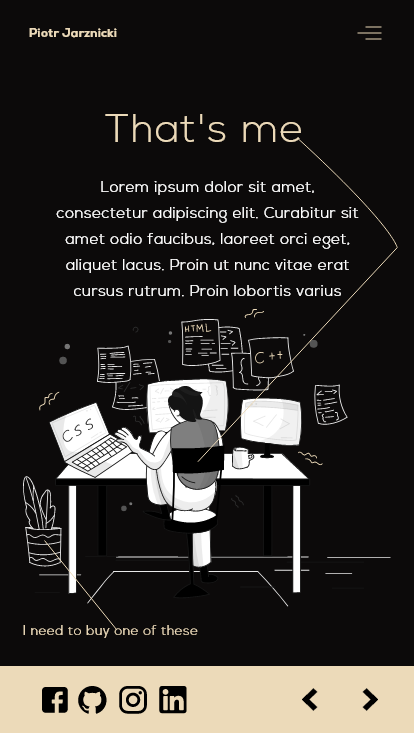 Piotr Jarznicki
That's me
Lorem ipsum dolor sit amet,
consectetur adipiscing elit. Curabitur sit
amet odio faucibus, laoreet orci eget,
aliquet lacus. Proin ut nunc vitae erat
cursus rutrum. Proin lobortis varius
HTML
C++
CSS
</>
I need to buy one of these